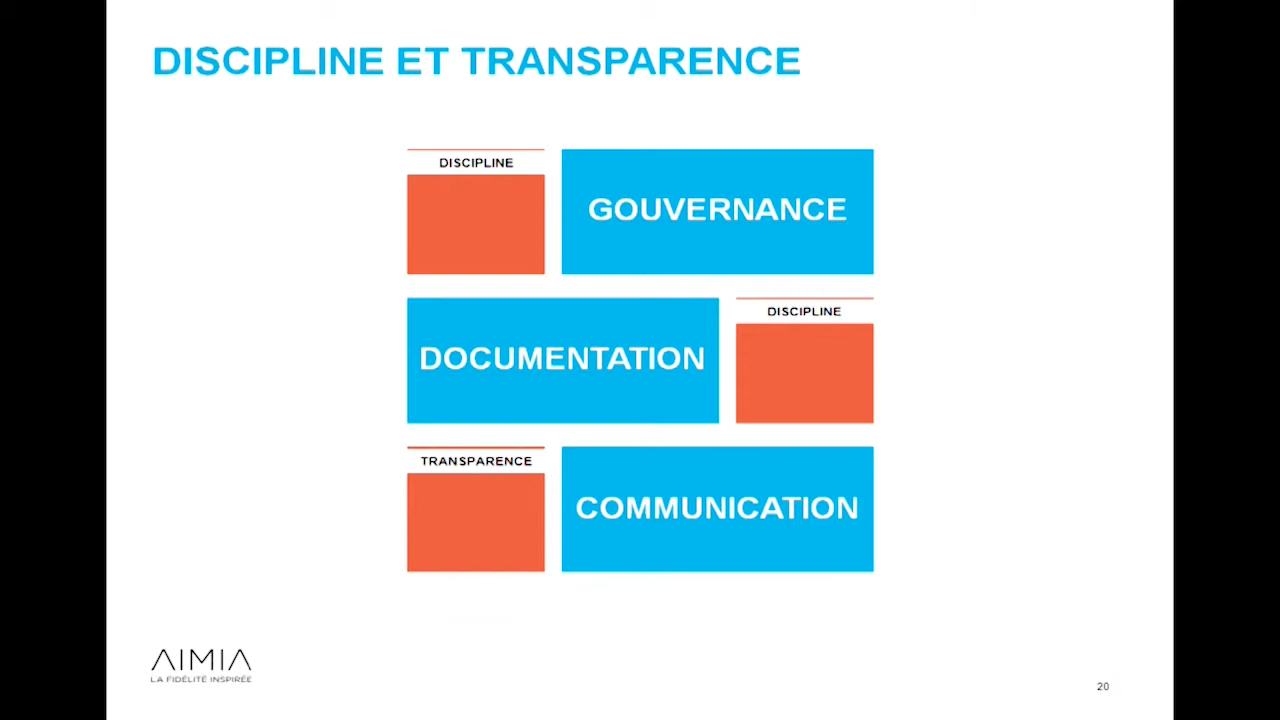 DISCIPLINE ET TRANSPARENCE
DISCIPLINE
GOUVERNANCE
DOCUMENTATION
DISCIPLINE
TRANSPARENCE
COMMUNICATION
AIMIA
LA FIDÉLITÉ INSPIRÉE
20